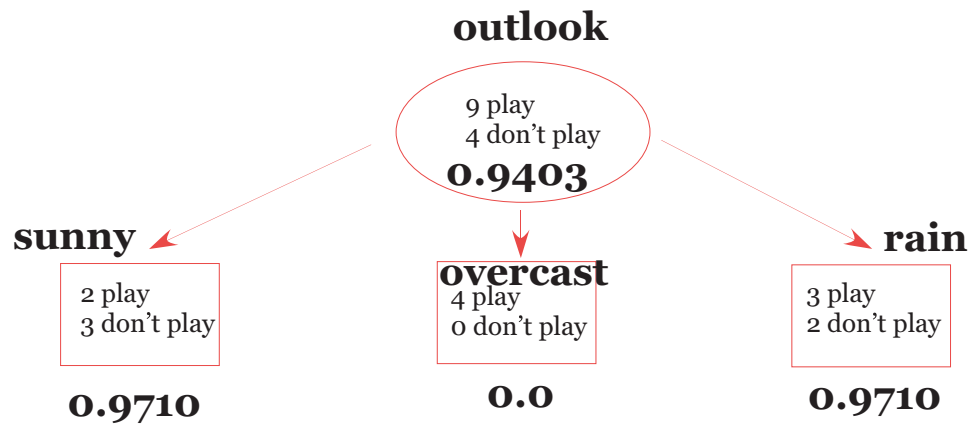 outlook
9 play
4 don't play
0.9403
sunny
2 play
3 don't play
0.9710
overcast
4 play
0 don't play
0.0
rain
3 play
2 don't play
0.9710